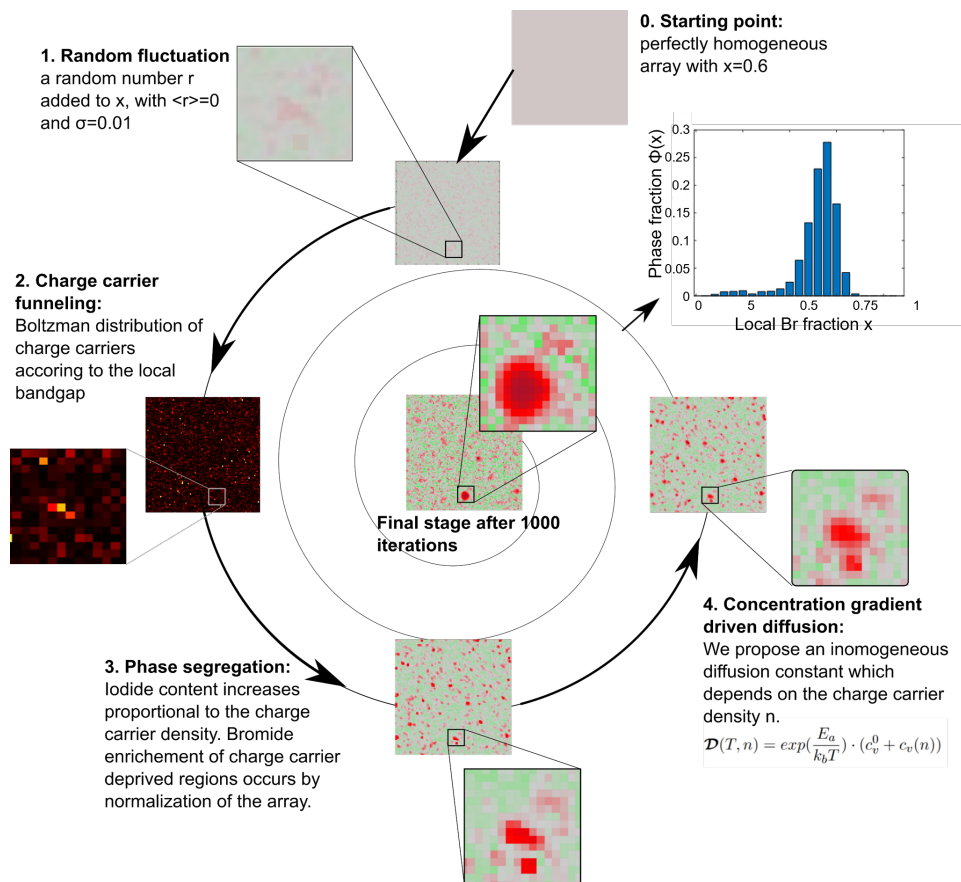 0. Starting point:
perfectly homogeneous
array with x=0.6
1. Random fluctuation
a random number r
added to x, with <r>=0
and σ=0.01
0.3
0.25
0.2
0.15
0.1
0.05
0
Phase fraction Φ(x)
0 5 0.5 0.75 1
Local Br fraction x
2. Charge carrier
funneling:
Boltzman distribution of
charge carriers
accoring to the local
bandgap
Final stage after 1000
iterations
3. Phase segregation:
Iodide content increases
proportional to the charge
carrier density. Bromide
enrichement of charge carrier
deprived regions occurs by
normalization of the array.
4. Concentration gradient
driven diffusion:
We propose an inomogeneous
diffusion constant which
depends on the charge carrier
density n.
𝓓(T, n) = exp(E_a/k_bT) · (c_v^0 + c_v(n))